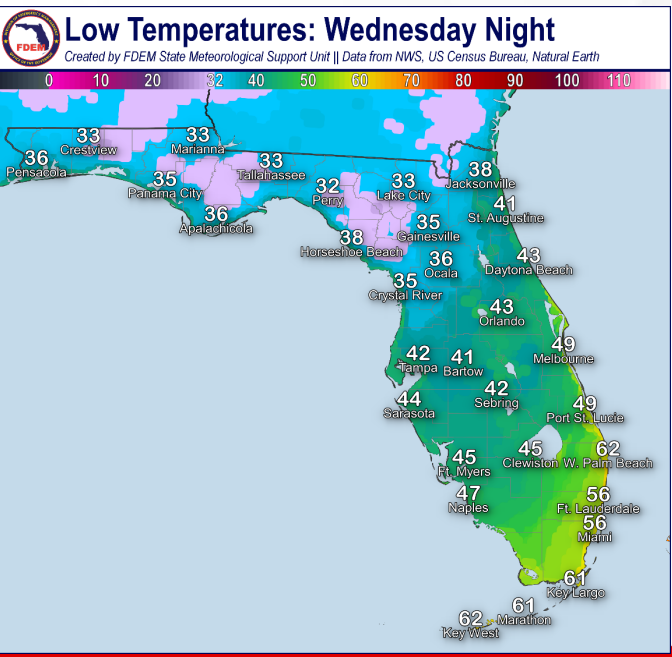 Low Temperatures: Wednesday Night
Created by FDEM State Meteorological Support Unit || Data from NWS, US Census Bureau, Natural Earth
FDEM
0 10 20 32 40 50 60 70 80 90 100 110
33
Crestview
33
Marianna
36
Pensacola
33
Tallahassee
35
Panama City
32
Perry
33
Lake City
38
Jacksonville
36
Apalachicola
41
St. Augustine
35
Gainesville
38
Horseshoe Beach
36
Ocala
43
Daytona Beach
35
Crystal River
43
Orlando
42
Tampa
41
Bartow
49
Melbourne
44
Sarasota
42
Sebring
49
Port St. Lucie
45
Ft. Myers
45
Clewiston
62
W. Palm Beach
47
Naples
56
Ft. Lauderdale
56
Miami
61
Key Largo
61
Marathon
62
Key West